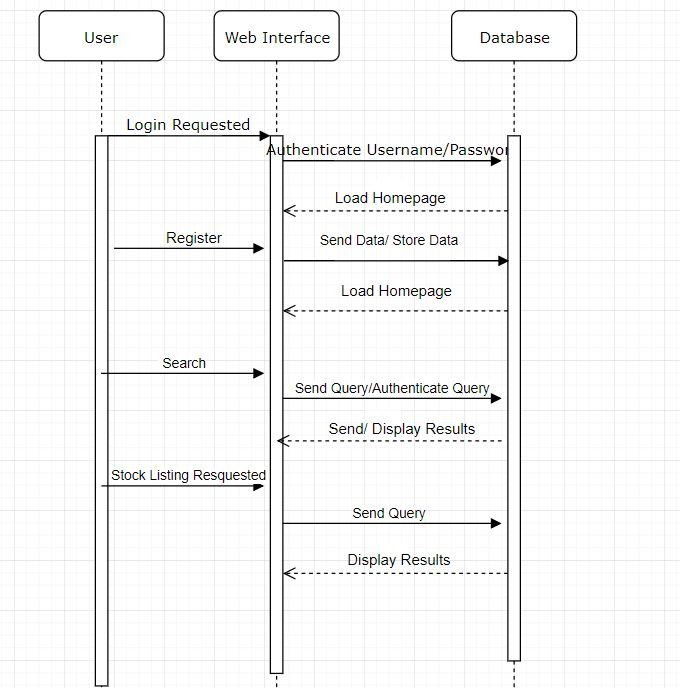 User
Web Interface
Database
Login Requested
Authenticate Username/Passwor
Load Homepage
Register
Send Data/ Store Data
Load Homepage
Search
Send Query/Authenticate Query
Send/ Display Results
Stock Listing Resquested
Send Query
Display Results